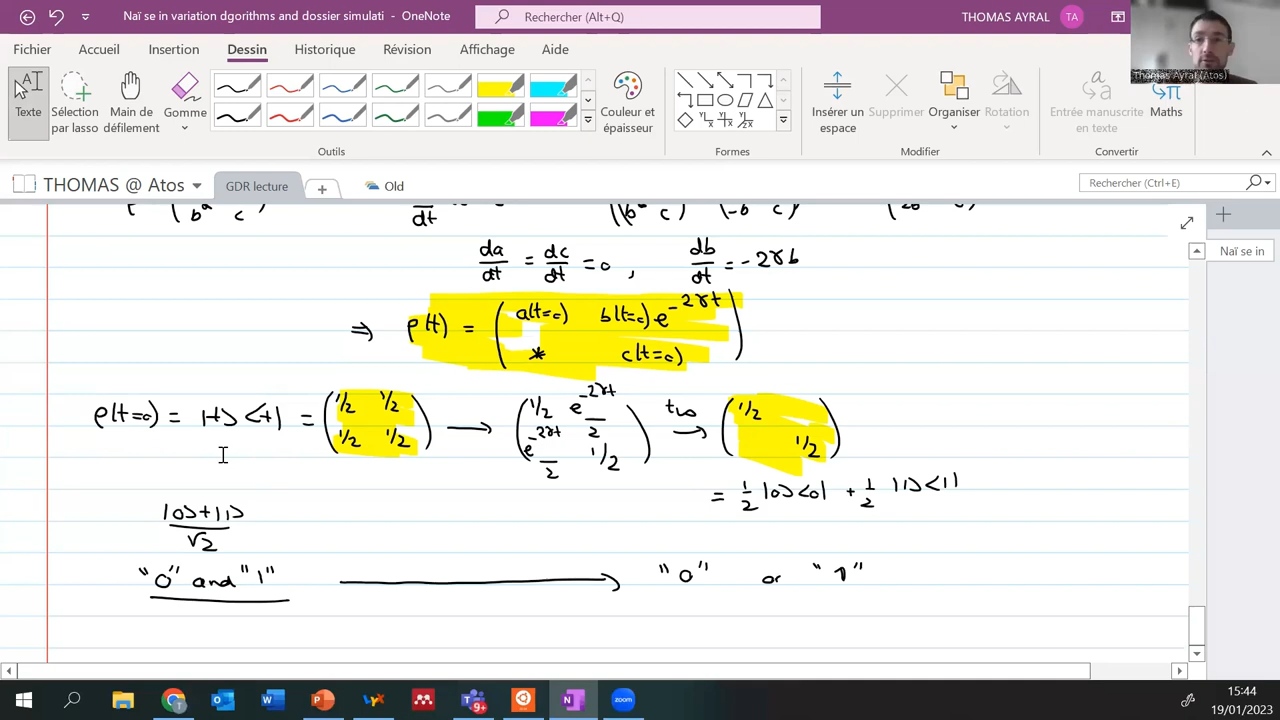 Naï se in variation dgorithms and dossier simulati - OneNote
Rechercher (Alt+Q)
THOMAS AYRAL
TA
Thomas Ayral (Atos)
Fichier Accueil Insertion Dessin Historique Révision Affichage Aide
Texte
Sélection par lasso
Main de défilement
Gomme
Couleur et épaisseur
Insérer un espace
Supprimer
Organiser
Rotation
Entrée manuscrite en texte
Maths
Outils
Formes
Modifier
Convertir
THOMAS @ Atos
GDR lecture
Old
Rechercher (Ctrl+E)
Naï se in
da/dt = dc/dt = 0 , db/dt = -2γb
⇒ ρ(t) = ( a(t=0) b(t=0)e^-2γt
* c(t=0) )
ρ(t=0) = |+> <+| = ( 1/2 1/2 ; 1/2 1/2 ) → ( 1/2 e^-2γt/2 ; e^-2γt/2 1/2 ) t∞ → ( 1/2 ; 1/2 )
= 1/2 |0><0| + 1/2 |1><1|
|0>+|1> / √2
"0" and "1" → "0" or "1"
15:44
19/01/2023